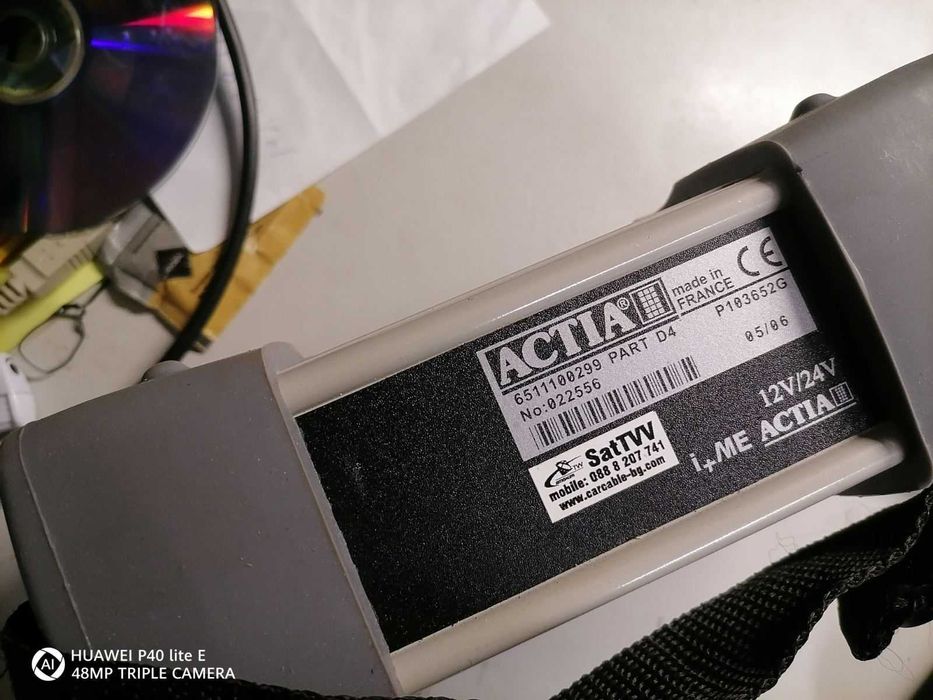 ACTIA®
made in
FRANCE
CE
6511100299 PART D4
P103652G
No:022556
05/06
SatTVV
mobile: 088 8 207 741
www.carcable-bg.com
12V/24V
i+ME ACTIA
HUAWEI P40 lite E
48MP TRIPLE CAMERA
AI